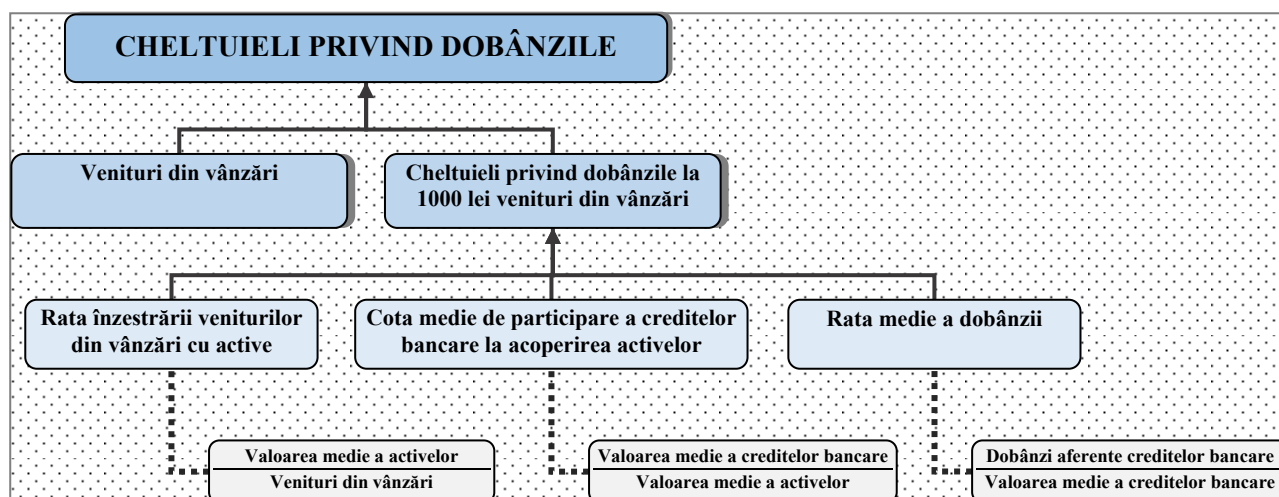 CHELTUIELI PRIVIND DOBÂNZILE
Venituri din vânzări
Cheltuieli privind dobânzile la
1000 lei venituri din vânzări
Rata înzestrării veniturilor
din vânzări cu active
Cota medie de participare a creditelor
bancare la acoperirea activelor
Rata medie a dobânzii
Valoarea medie a activelor
Venituri din vânzări
Valoarea medie a creditelor bancare
Valoarea medie a activelor
Dobânzi aferente creditelor bancare
Valoarea medie a creditelor bancare